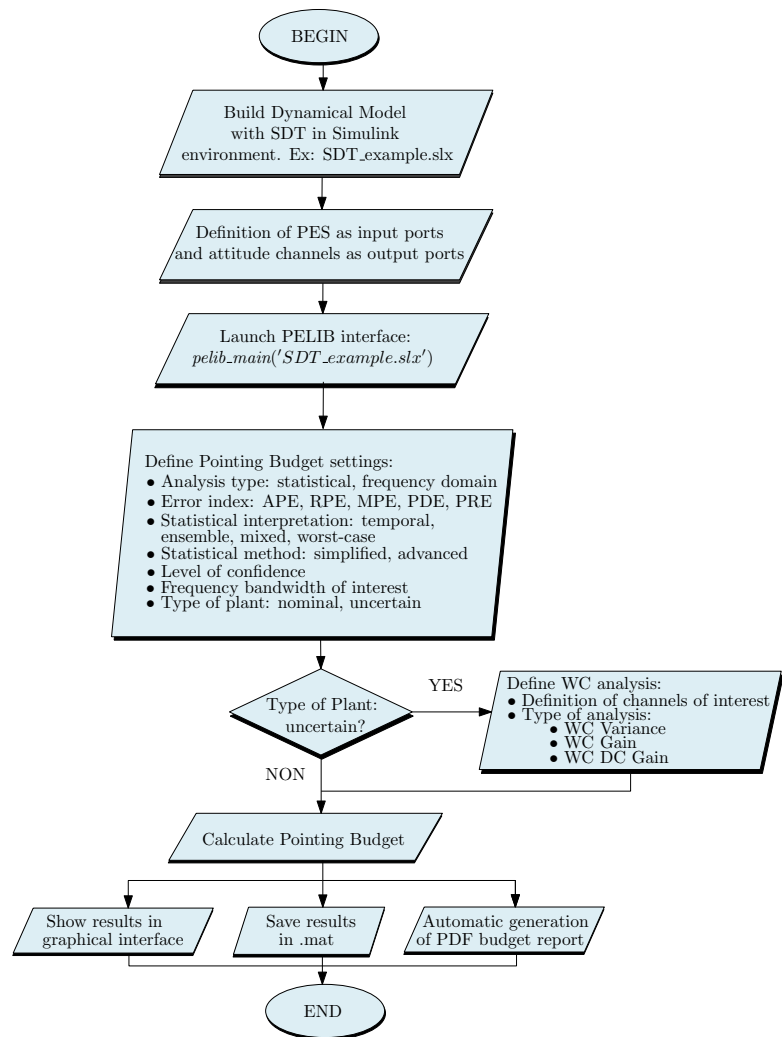 BEGIN
Build Dynamical Model
with SDT in Simulink
environment. Ex: SDT_example.slx
Definition of PES as input ports
and attitude channels as output ports
Launch PELIB interface:
pelib_main('SDT_example.slx')
Define Pointing Budget settings:
• Analysis type: statistical, frequency domain
• Error index: APE, RPE, MPE, PDE, PRE
• Statistical interpretation: temporal,
ensemble, mixed, worst-case
• Statistical method: simplified, advanced
• Level of confidence
• Frequency bandwidth of interest
• Type of plant: nominal, uncertain
Type of Plant:
uncertain?
YES
Define WC analysis:
• Definition of channels of interest
• Type of analysis:
• WC Variance
• WC Gain
• WC DC Gain
NON
Calculate Pointing Budget
Show results in
graphical interface
Save results
in .mat
Automatic generation
of PDF budget report
END